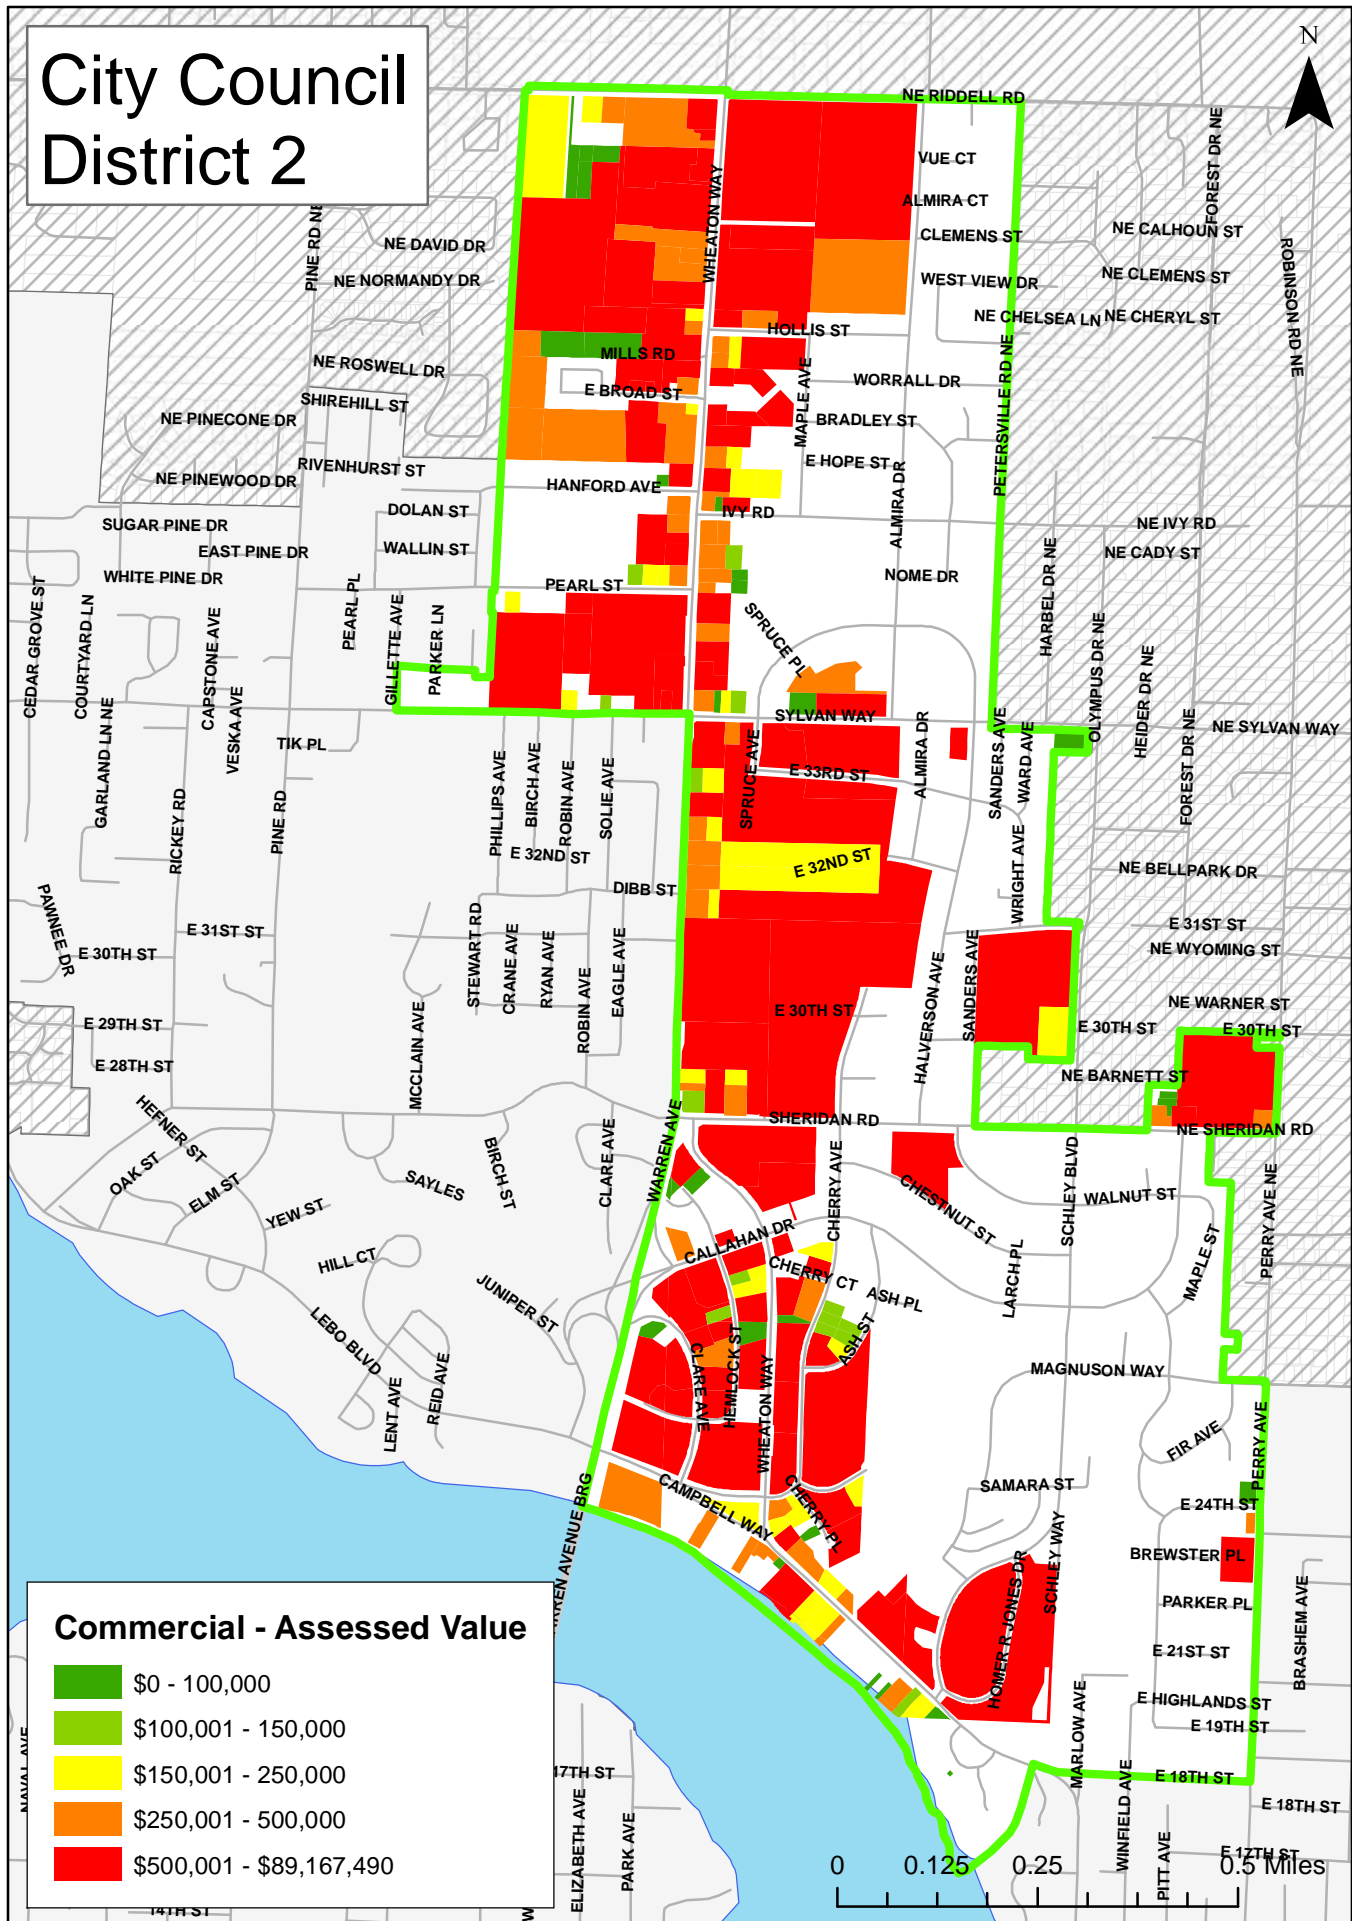 City Council
District 2
N
NE RIDDELL RD
VUE CT
ALMIRA CT
CLEMENS ST
WEST VIEW DR
NE CHELSEA LN
NE CHERYL ST
NE CALHOUN ST
NE CLEMENS ST
FOREST DR NE
ROBINSON RD NE
PINE RD NE
NE DAVID DR
NE NORMANDY DR
WHEATON WAY
HOLLIS ST
MILLS RD
NE ROSWELL DR
E BROAD ST
SHIREHILL ST
WORRALL DR
MAPLE AVE
BRADLEY ST
PETERSVILLE RD NE
NE PINECONE DR
RIVENHURST ST
E HOPE ST
NE PINEWOOD DR
HANFORD AVE
ALMIRA DR
DOLAN ST
IVY RD
NE IVY RD
SUGAR PINE DR
EAST PINE DR
WALLIN ST
NE CADY ST
WHITE PINE DR
PEARL ST
NOME DR
HARBEL DR NE
CEDAR GROVE ST
COURTYARD LN
CAPSTONE AVE
PEARL PL
GILLETTE AVE
PARKER LN
SPRUCE PL
OLYMPUS DR NE
HEIDER DR NE
FOREST DR NE
GARLAND LN NE
VESKA AVE
TIK PL
SYLVAN WAY
NE SYLVAN WAY
SPRUCE AVE
E 33RD ST
ALMIRA DR
SANDERS AVE
WARD AVE
RICKEY RD
PINE RD
PHILLIPS AVE
BIRCH AVE
ROBIN AVE
SOLIE AVE
E 32ND ST
E 32ND ST
WRIGHT AVE
NE BELLPARK DR
DIBB ST
PAWNEE DR
E 31ST ST
E 31ST ST
E 30TH ST
STEWART RD
CRANE AVE
RYAN AVE
ROBIN AVE
EAGLE AVE
HALVERSON AVE
SANDERS AVE
NE WYOMING ST
NE WARNER ST
E 30TH ST
E 30TH ST
E 30TH ST
E 29TH ST
E 28TH ST
MCCLAIN AVE
NE BARNETT ST
HEFNER ST
OAK ST
ELM ST
YEW ST
SAYLES
BIRCH ST
CLARE AVE
WARREN AVE
SHERIDAN RD
NE SHERIDAN RD
CHERRY AVE
CHESTNUT ST
SCHLEY BLVD
WALNUT ST
PERRY AVE NE
HILL CT
CALLAHAN DR
CHERRY CT
ASH PL
LARCH PL
MAPLE ST
JUNIPER ST
LEBO BLVD
ASH ST
CLARE AVE
HEMLOCK ST
WHEATON WAY
MAGNUSON WAY
LENT AVE
REID AVE
FIR AVE
PERRY AVE
CAMPBELL WAY
CHERRY PL
SAMARA ST
E 24TH ST
BREWSTER PL
SCHLEY WAY
HOMER R JONES DR
PARKER PL
BRASHEM AVE
E 21ST ST
E HIGHLANDS ST
E 19TH ST
MARLOW AVE
E 18TH ST
E 18TH ST
WINFIELD AVE
PITT AVE
E 17TH ST
17TH ST
ELIZABETH AVE
PARK AVE
14TH ST
Commercial - Assessed Value
$0 - 100,000
$100,001 - 150,000
$150,001 - 250,000
$250,001 - 500,000
$500,001 - $89,167,490
0 0.125 0.25 0.5 Miles